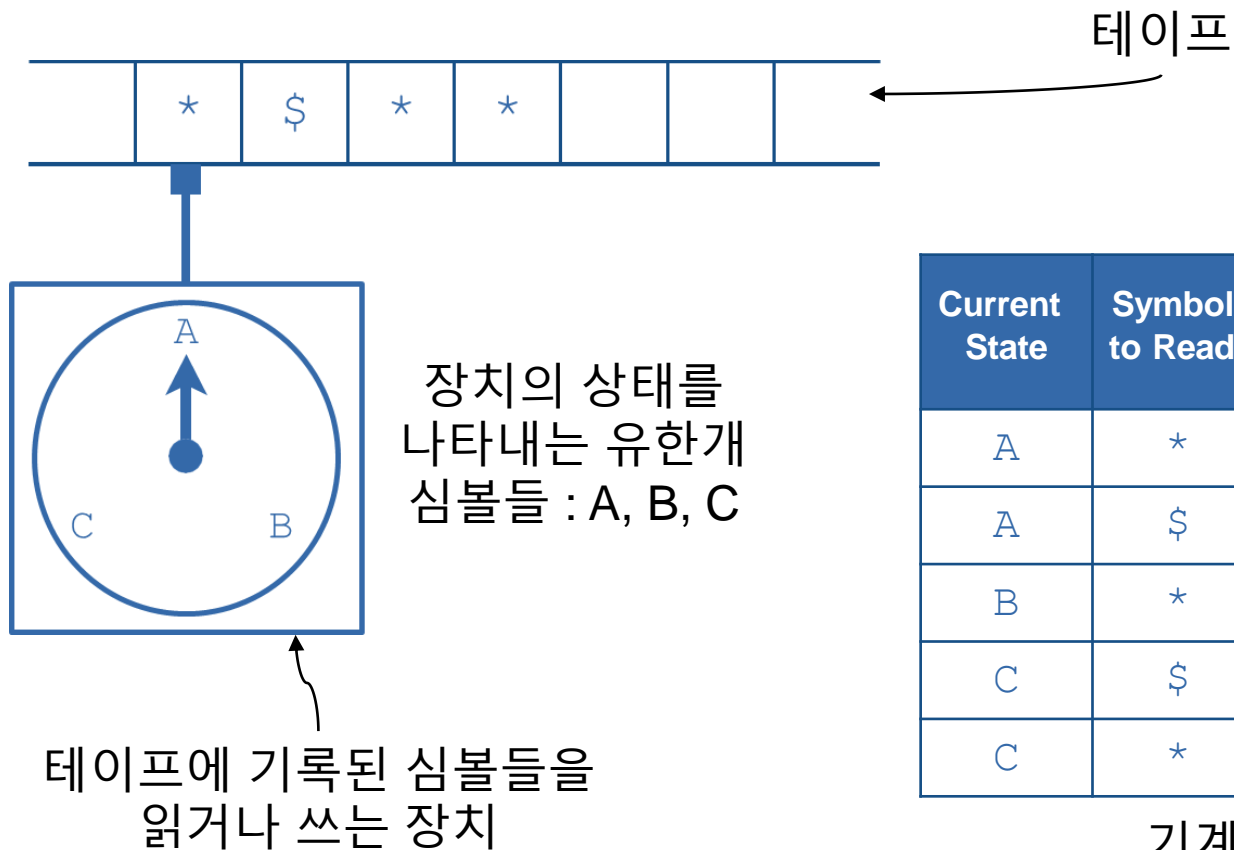 테이프
* $ * *
A
C B
장치의 상태를
나타내는 유한개
심볼들 : A, B, C
테이프에 기록된 심볼들을
읽거나 쓰는 장치
Current State Symbol to Read
A *
A $
B *
C $
C *
기계